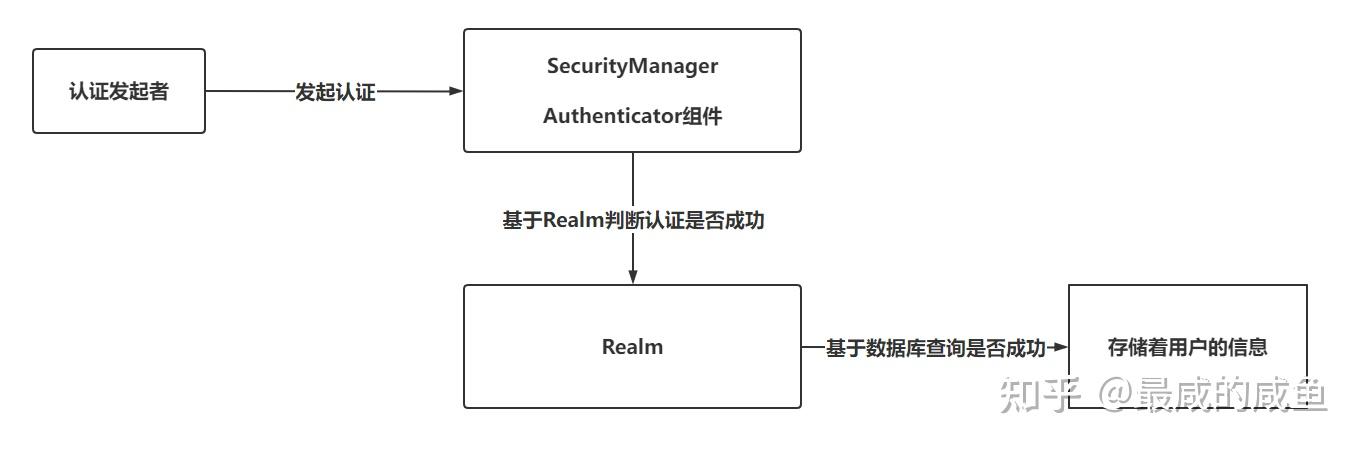 认证发起者
发起认证
SecurityManager
Authenticator组件
基于Realm判断认证是否成功
Realm
基于数据库查询是否成功
存储着用户的信息
知乎 @最咸的咸鱼